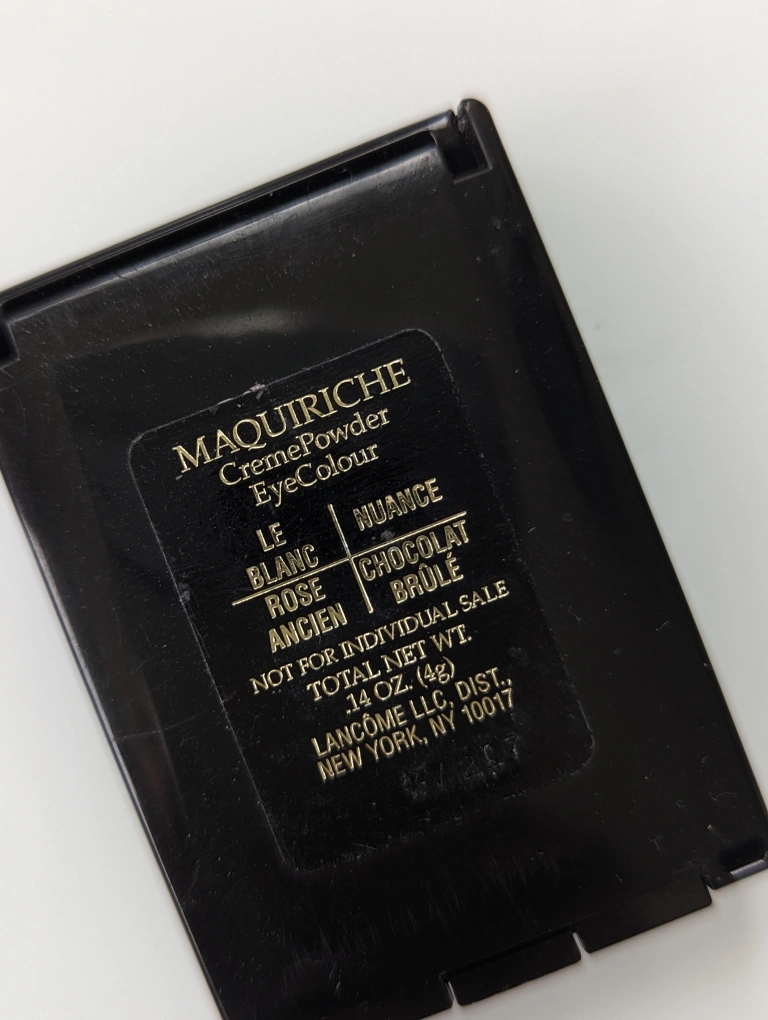 MAQUIRICHE
CremePowder
EyeColour
LE
BLANC
NUANCE
ROSE
ANCIEN
CHOCOLAT
BRÛLÉ
NOT FOR INDIVIDUAL SALE
TOTAL NET WT.
.14 OZ. (4g)
LANCÔME LLC, DIST.,
NEW YORK, NY 10017